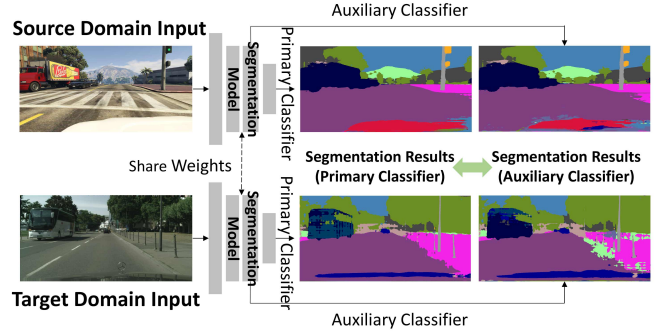 Auxiliary Classifier
Source Domain Input
Segmentation
Model
Primary Classifier
Share Weights
Segmentation Results
(Primary Classifier)
Segmentation Results
(Auxiliary Classifier)
Segmentation
Model
Primary Classifier
Target Domain Input
Auxiliary Classifier